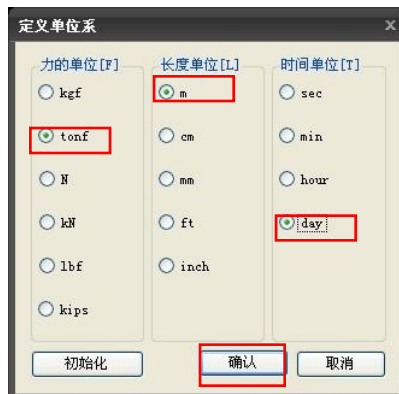 定义单位系 x
力的单位[F] 长度单位[L] 时间单位[T]
kgf m sec
tonf cm min
N mm hour
kN ft day
lbf inch
kips
初始化 确认 取消